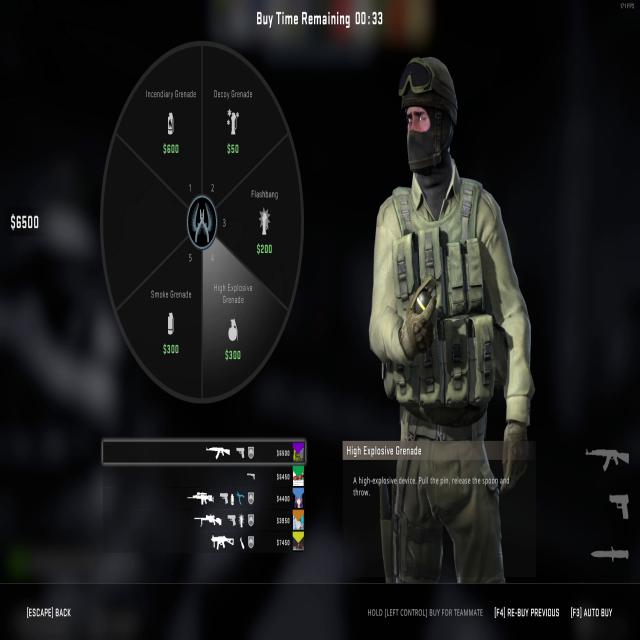 Buy Time Remaining 00:33
171 FPS
Incendiary Grenade
$600
Decoy Grenade
$50
Flashbang
$200
High Explosive
Grenade
$300
Smoke Grenade
$300
1
2
3
4
5
$6500
$6500
$6450
$4400
$3950
$7450
High Explosive Grenade
A high-explosive device. Pull the pin, release the spoon and
throw.
[ESCAPE] BACK
HOLD [LEFT CONTROL] BUY FOR TEAMMATE
[F4] RE-BUY PREVIOUS
[F3] AUTO BUY